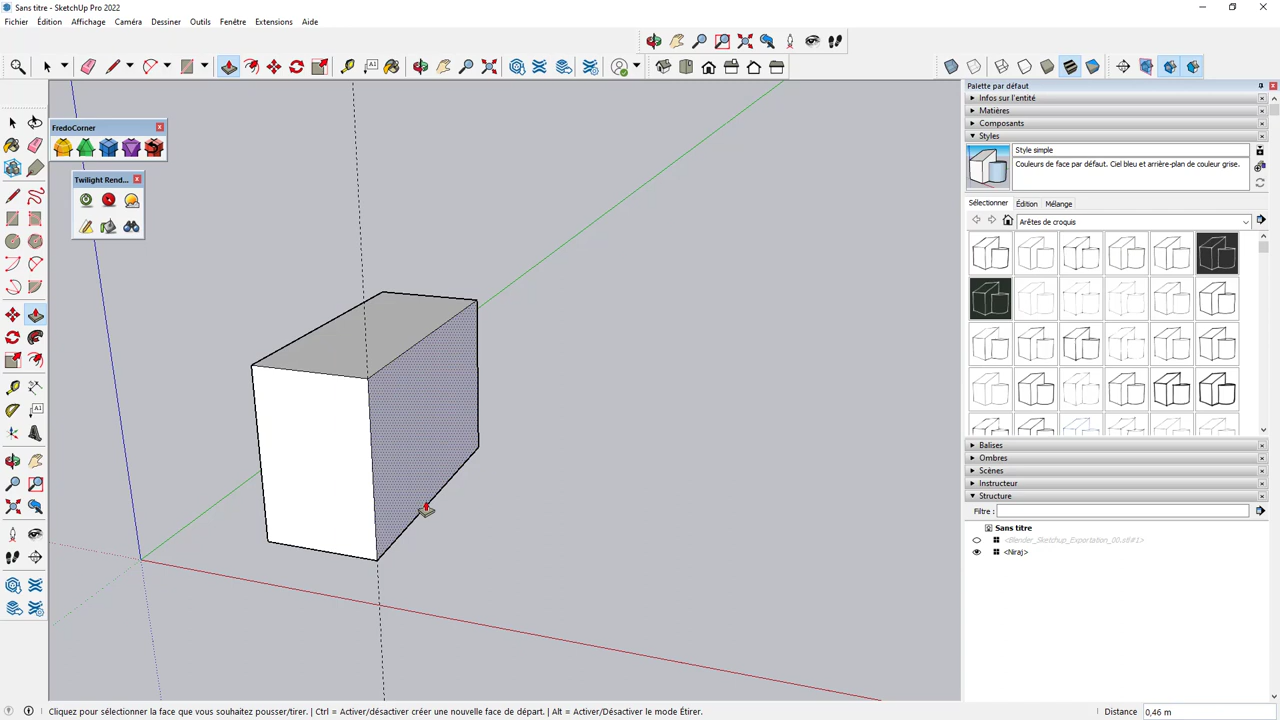 Sans titre - SketchUp Pro 2022
Fichier Édition Affichage Caméra Dessiner Outils Fenêtre Extensions Aide
Palette par défaut
Infos sur l'entité
Matières
Composants
Styles
Style simple
Couleurs de face par défaut. Ciel bleu et arrière-plan de couleur grise.
Sélectionner Édition Mélange
Arêtes de croquis
FredoCorner
Twilight Rend...
Balises
Ombres
Scènes
Instructeur
Structure
Filtre :
Sans titre
<Blender_Sketchup_Exportation_00.stl#1>
<Niraj>
Cliquez pour sélectionner la face que vous souhaitez pousser/tirer. | Ctrl = Activer/désactiver créer une nouvelle face de départ. | Alt = Activer/Désactiver le mode Étirer.
Distance 0,46 m